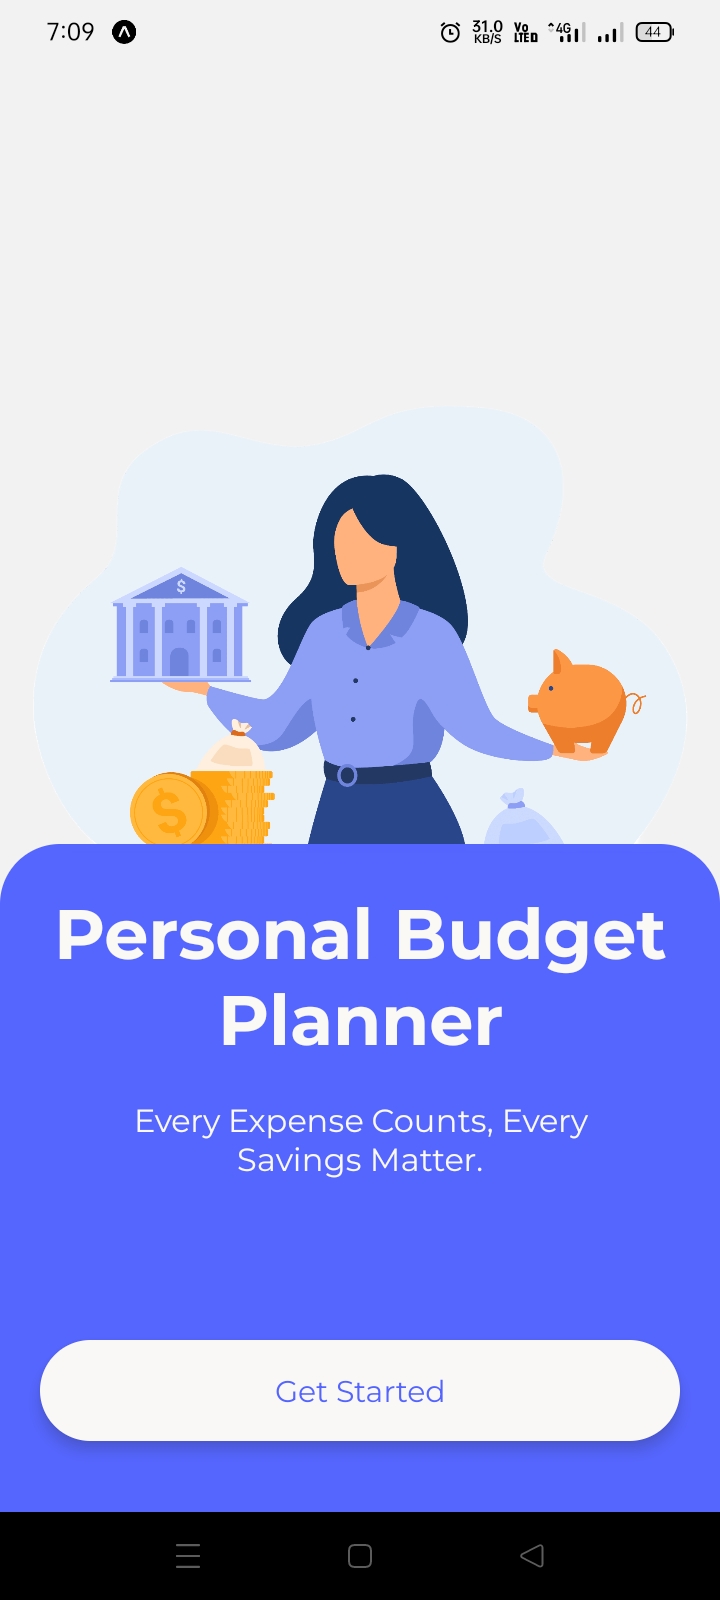 7:09 31.0 KB/S Vo LTE 4G 44
$
$
Personal Budget
Planner
Every Expense Counts, Every
Savings Matter.
Get Started